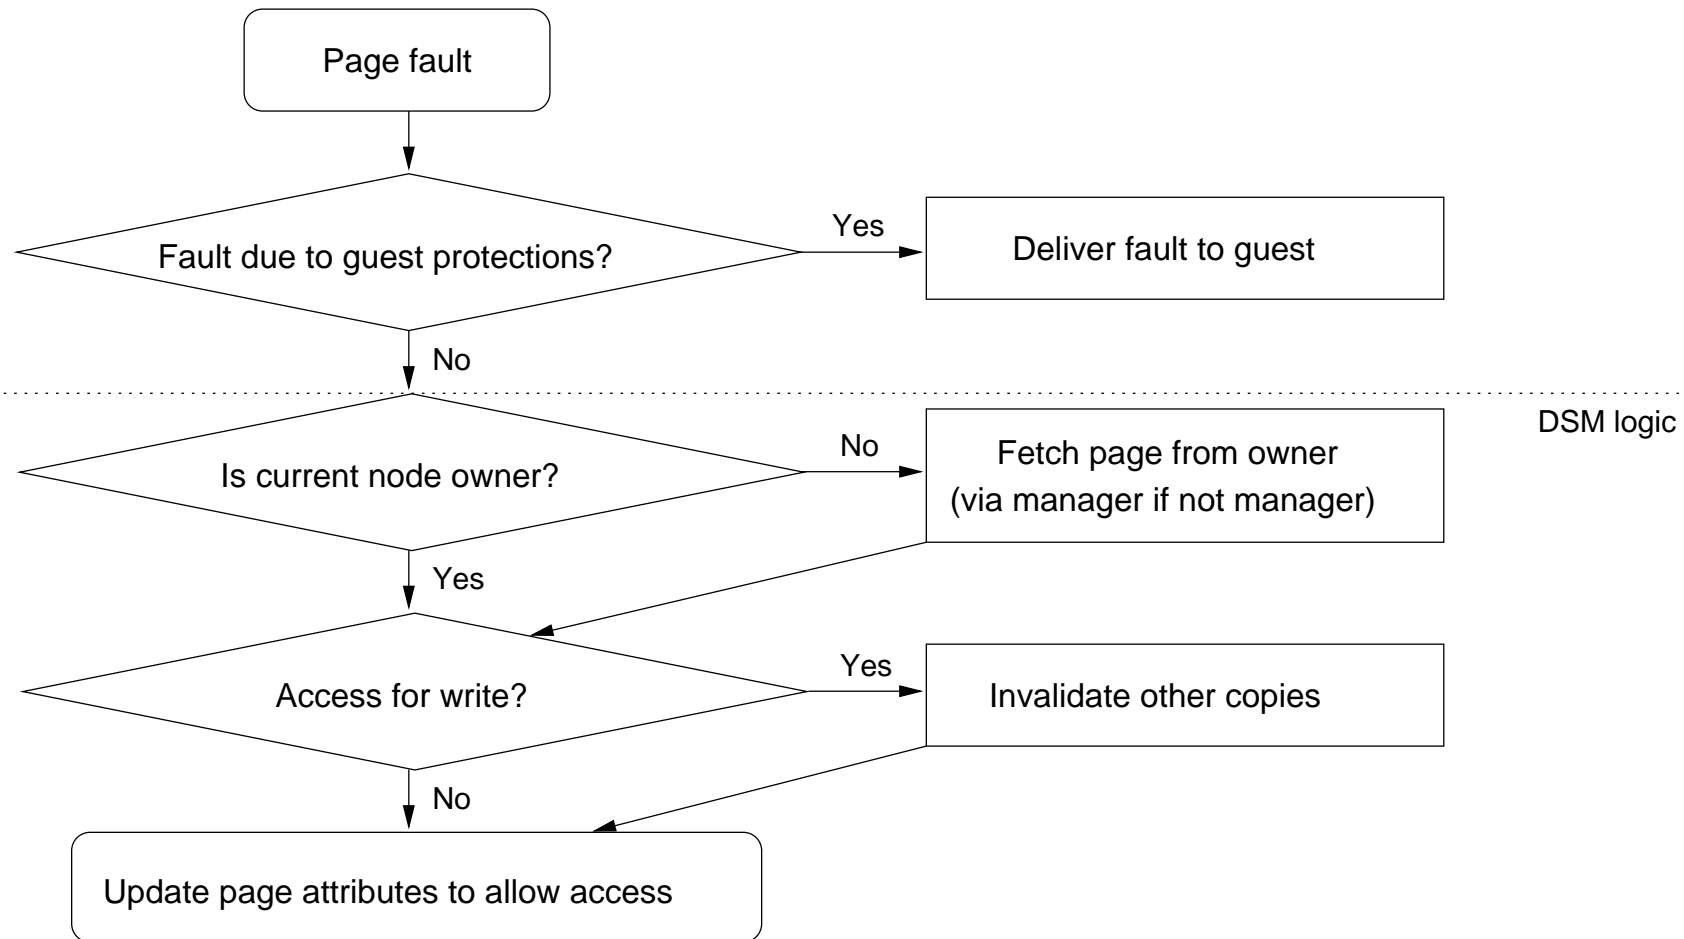 Page fault
Fault due to guest protections?
Yes
Deliver fault to guest
No
DSM logic
Is current node owner?
No
Fetch page from owner
(via manager if not manager)
Yes
Access for write?
Yes
Invalidate other copies
No
Update page attributes to allow access